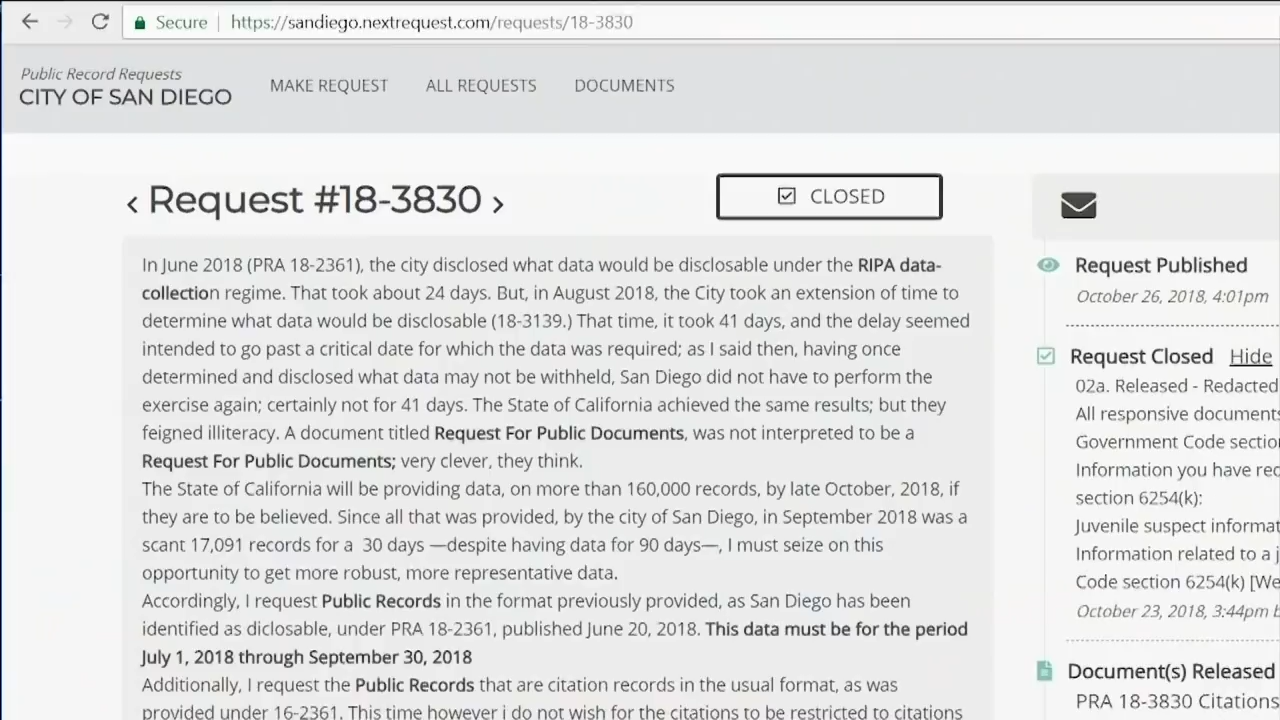 Secure | https://sandiego.nextrequest.com/requests/18-3830
Public Record Requests
CITY OF SAN DIEGO
MAKE REQUEST
ALL REQUESTS
DOCUMENTS
‹ Request #18-3830 ›
CLOSED
In June 2018 (PRA 18-2361), the city disclosed what data would be disclosable under the RIPA data-
collection regime. That took about 24 days. But, in August 2018, the City took an extension of time to
determine what data would be disclosable (18-3139.) That time, it took 41 days, and the delay seemed
intended to go past a critical date for which the data was required; as I said then, having once
determined and disclosed what data may not be withheld, San Diego did not have to perform the
exercise again; certainly not for 41 days. The State of California achieved the same results; but they
feigned illiteracy. A document titled Request For Public Documents, was not interpreted to be a
Request For Public Documents; very clever, they think.
The State of California will be providing data, on more than 160,000 records, by late October, 2018, if
they are to be believed. Since all that was provided, by the city of San Diego, in September 2018 was a
scant 17,091 records for a 30 days —despite having data for 90 days—, I must seize on this
opportunity to get more robust, more representative data.
Accordingly, I request Public Records in the format previously provided, as San Diego has been
identified as diclosable, under PRA 18-2361, published June 20, 2018. This data must be for the period
July 1, 2018 through September 30, 2018
Additionally, I request the Public Records that are citation records in the usual format, as was
provided under 16-2361. This time however i do not wish for the citations to be restricted to citations
Request Published
October 26, 2018, 4:01pm
Request Closed Hide
02a. Released - Redacted
All responsive documents
Government Code section
Information you have rec
section 6254(k):
Juvenile suspect informat
Information related to a j
Code section 6254(k) [We
October 23, 2018, 3:44pm b
Document(s) Released
PRA 18-3830 Citations